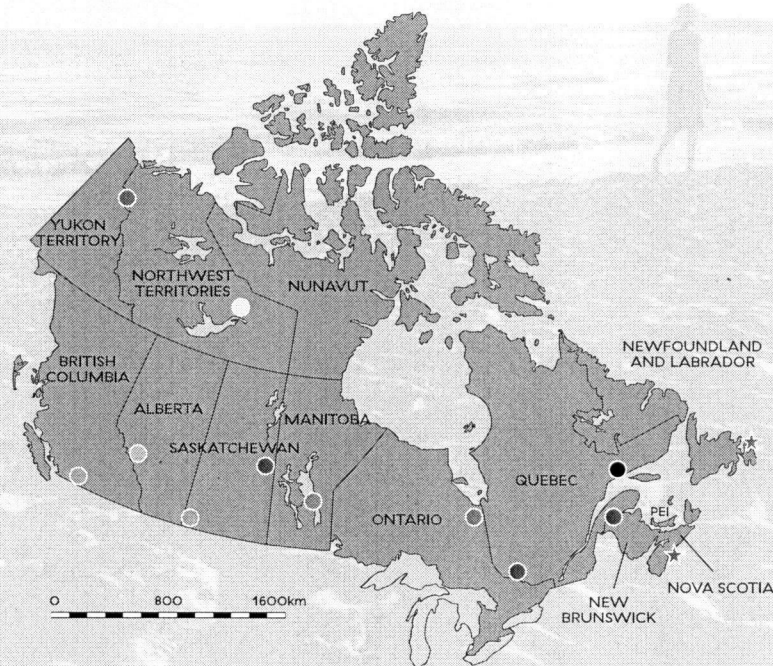 YUKON
TERRITORY
NORTHWEST
TERRITORIES
NUNAVUT
BRITISH
COLUMBIA
ALBERTA
SASKATCHEWAN
MANITOBA
ONTARIO
QUEBEC
NEWFOUNDLAND
AND LABRADOR
PEI
NOVA SCOTIA
NEW
BRUNSWICK
0 800 1600km